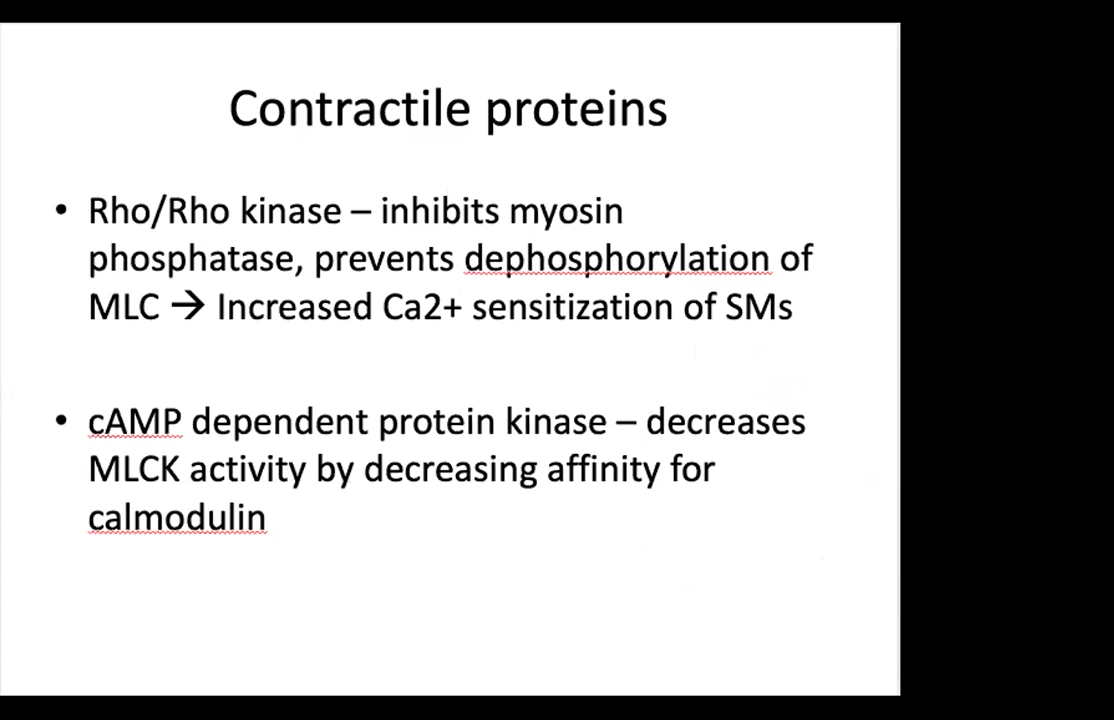 Contractile proteins
• Rho/Rho kinase – inhibits myosin
phosphatase, prevents dephosphorylation of
MLC → Increased Ca2+ sensitization of SMs
• cAMP dependent protein kinase – decreases
MLCK activity by decreasing affinity for
calmodulin